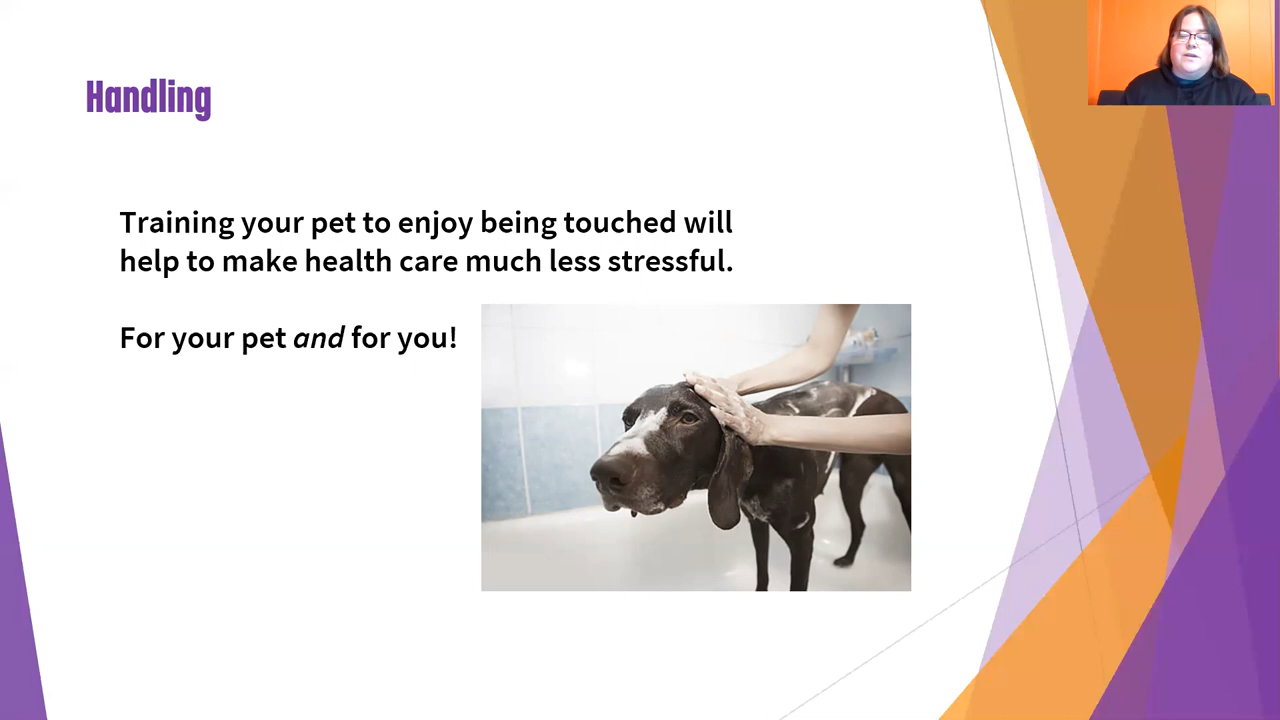 Handling
Training your pet to enjoy being touched will
help to make health care much less stressful.
For your pet and for you!